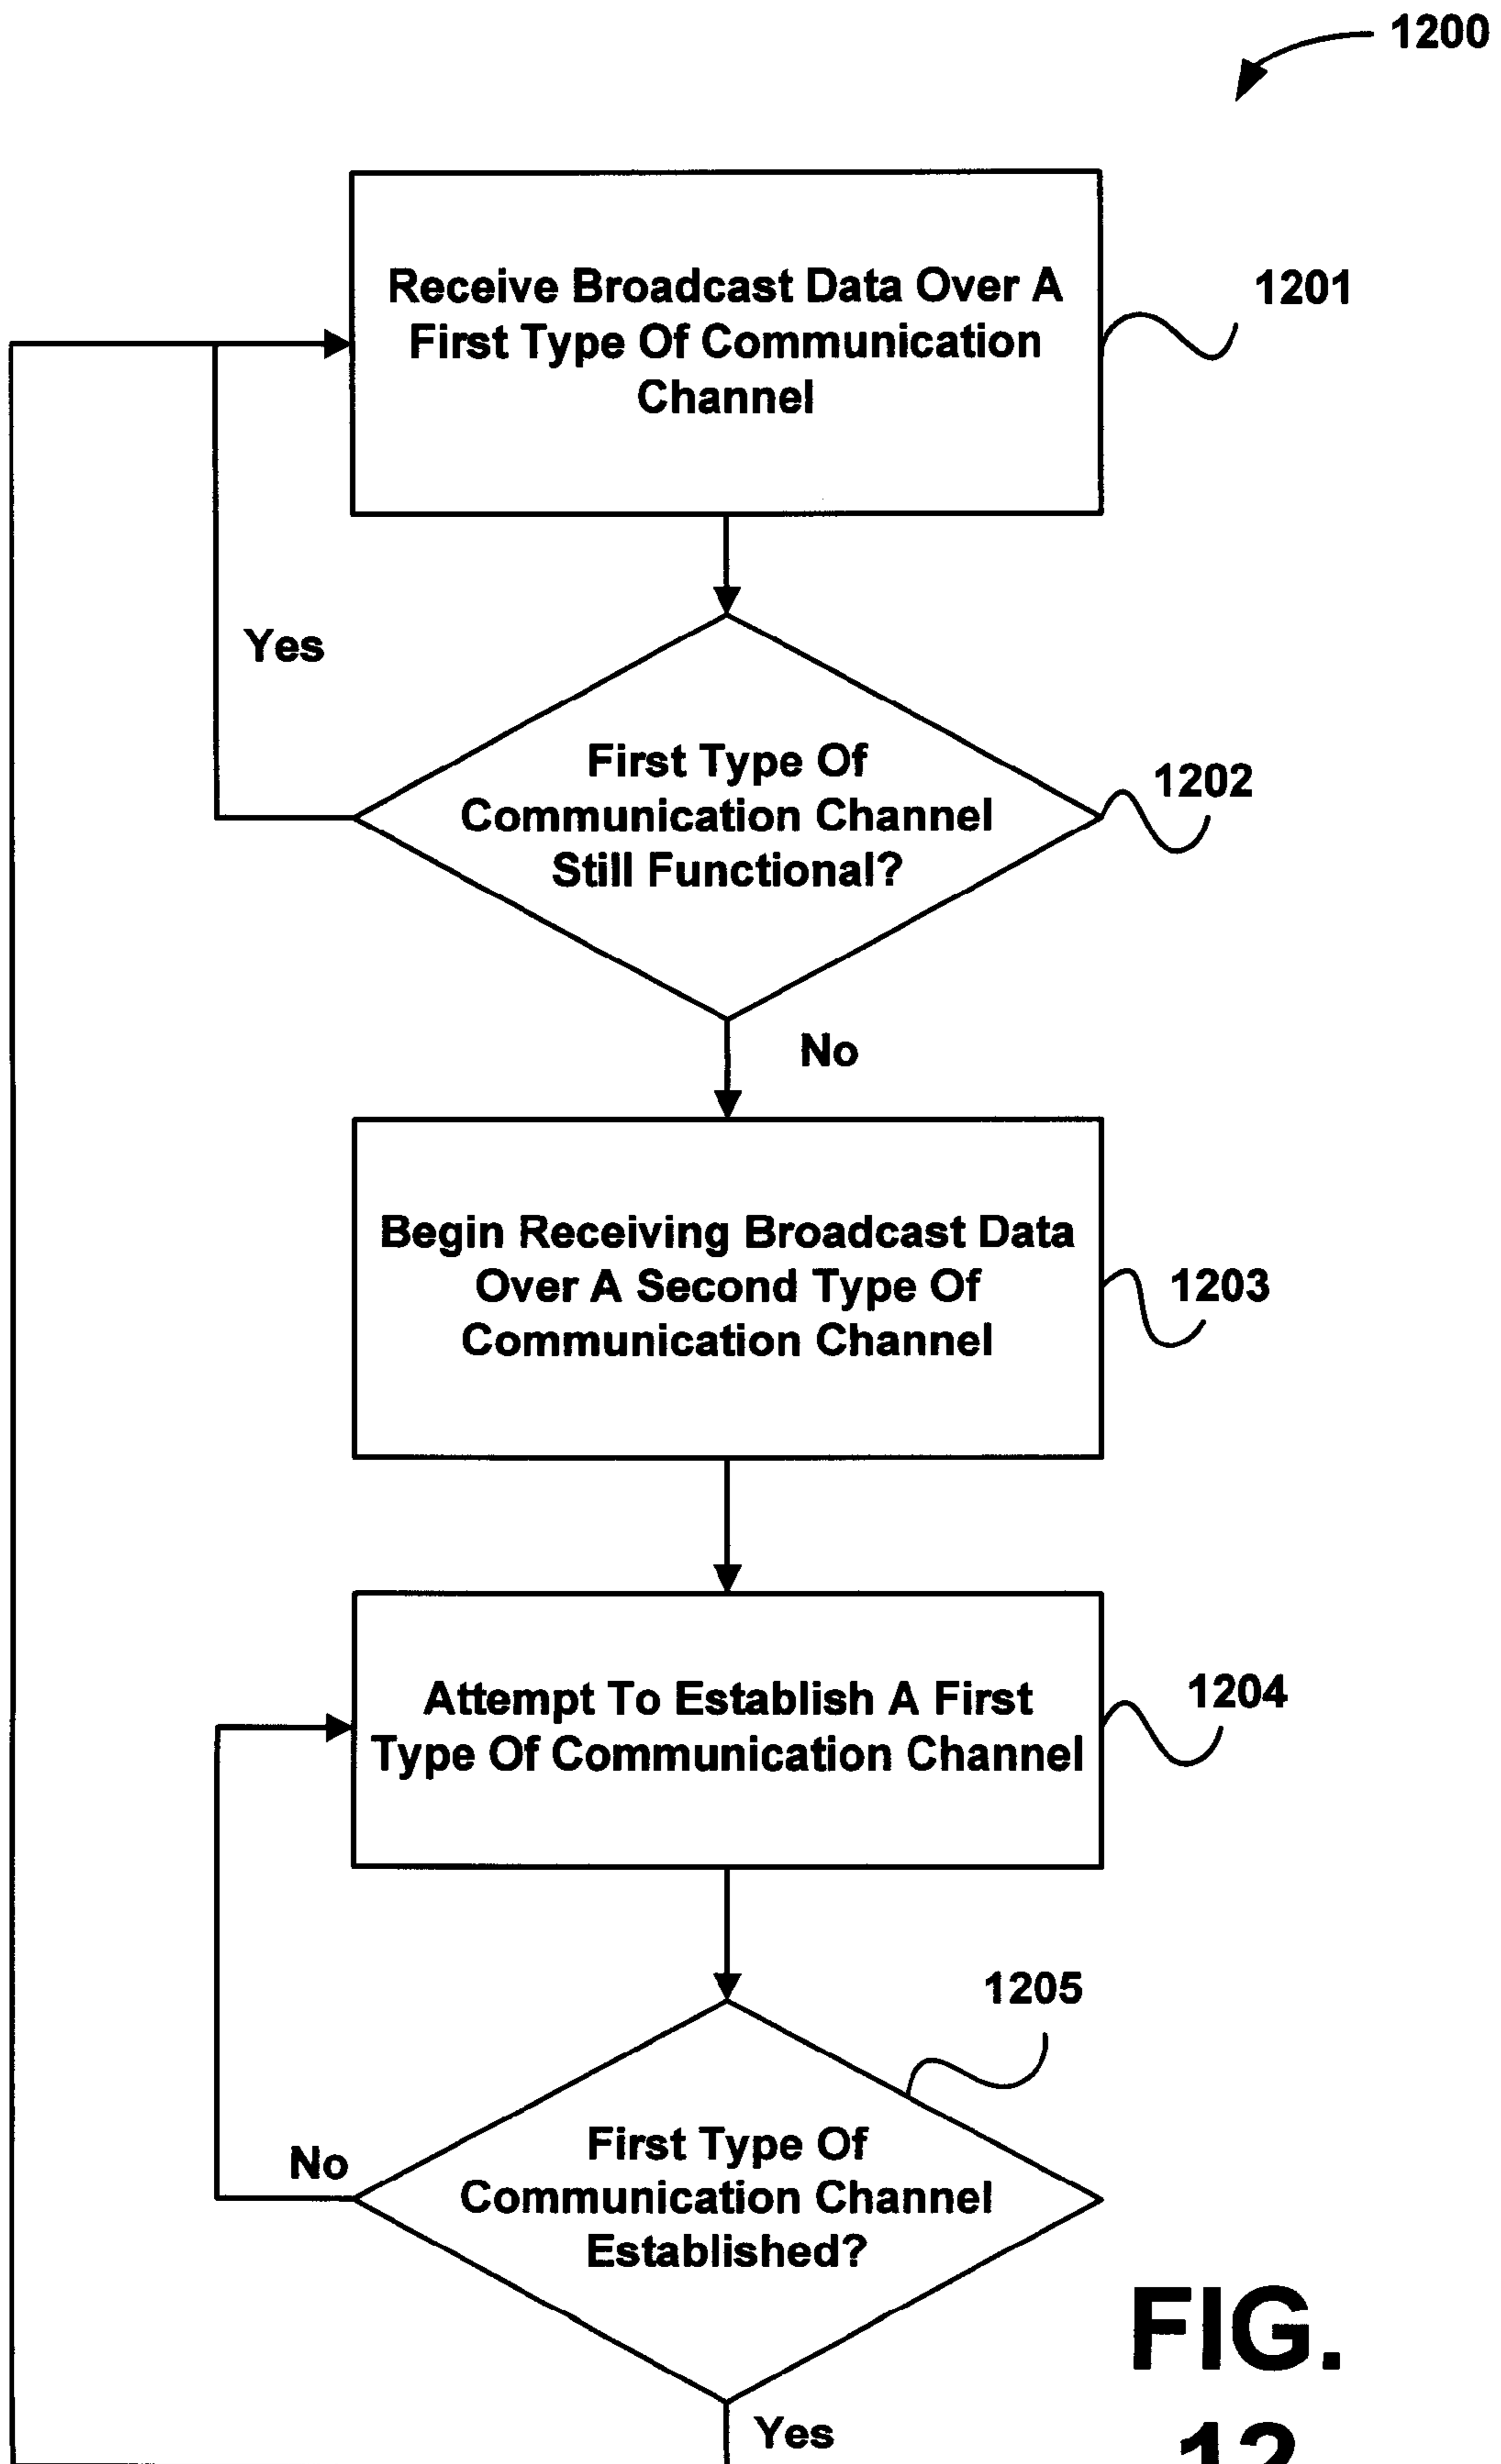 1200
Receive Broadcast Data Over A
First Type Of Communication
Channel
1201
Yes
First Type Of
Communication Channel
Still Functional?
1202
No
Begin Receiving Broadcast Data
Over A Second Type Of
Communication Channel
1203
Attempt To Establish A First
Type Of Communication Channel
1204
1205
No
First Type Of
Communication Channel
Established?
Yes
FIG.
12